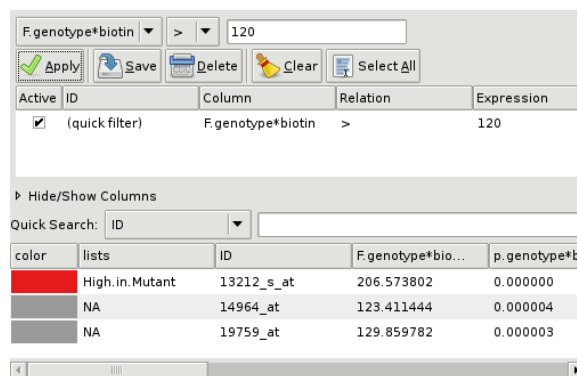 F.genotype*biotin > 120
Apply Save Delete Clear Select All
Active ID Column Relation Expression
(quick filter) F.genotype*biotin > 120
Hide/Show Columns
Quick Search: ID
color lists ID F.genotype*bio... p.genotype*b
High.in.Mutant 13212_s_at 206.573802 0.000000
NA 14964_at 123.411444 0.000004
NA 19759_at 129.859782 0.000003